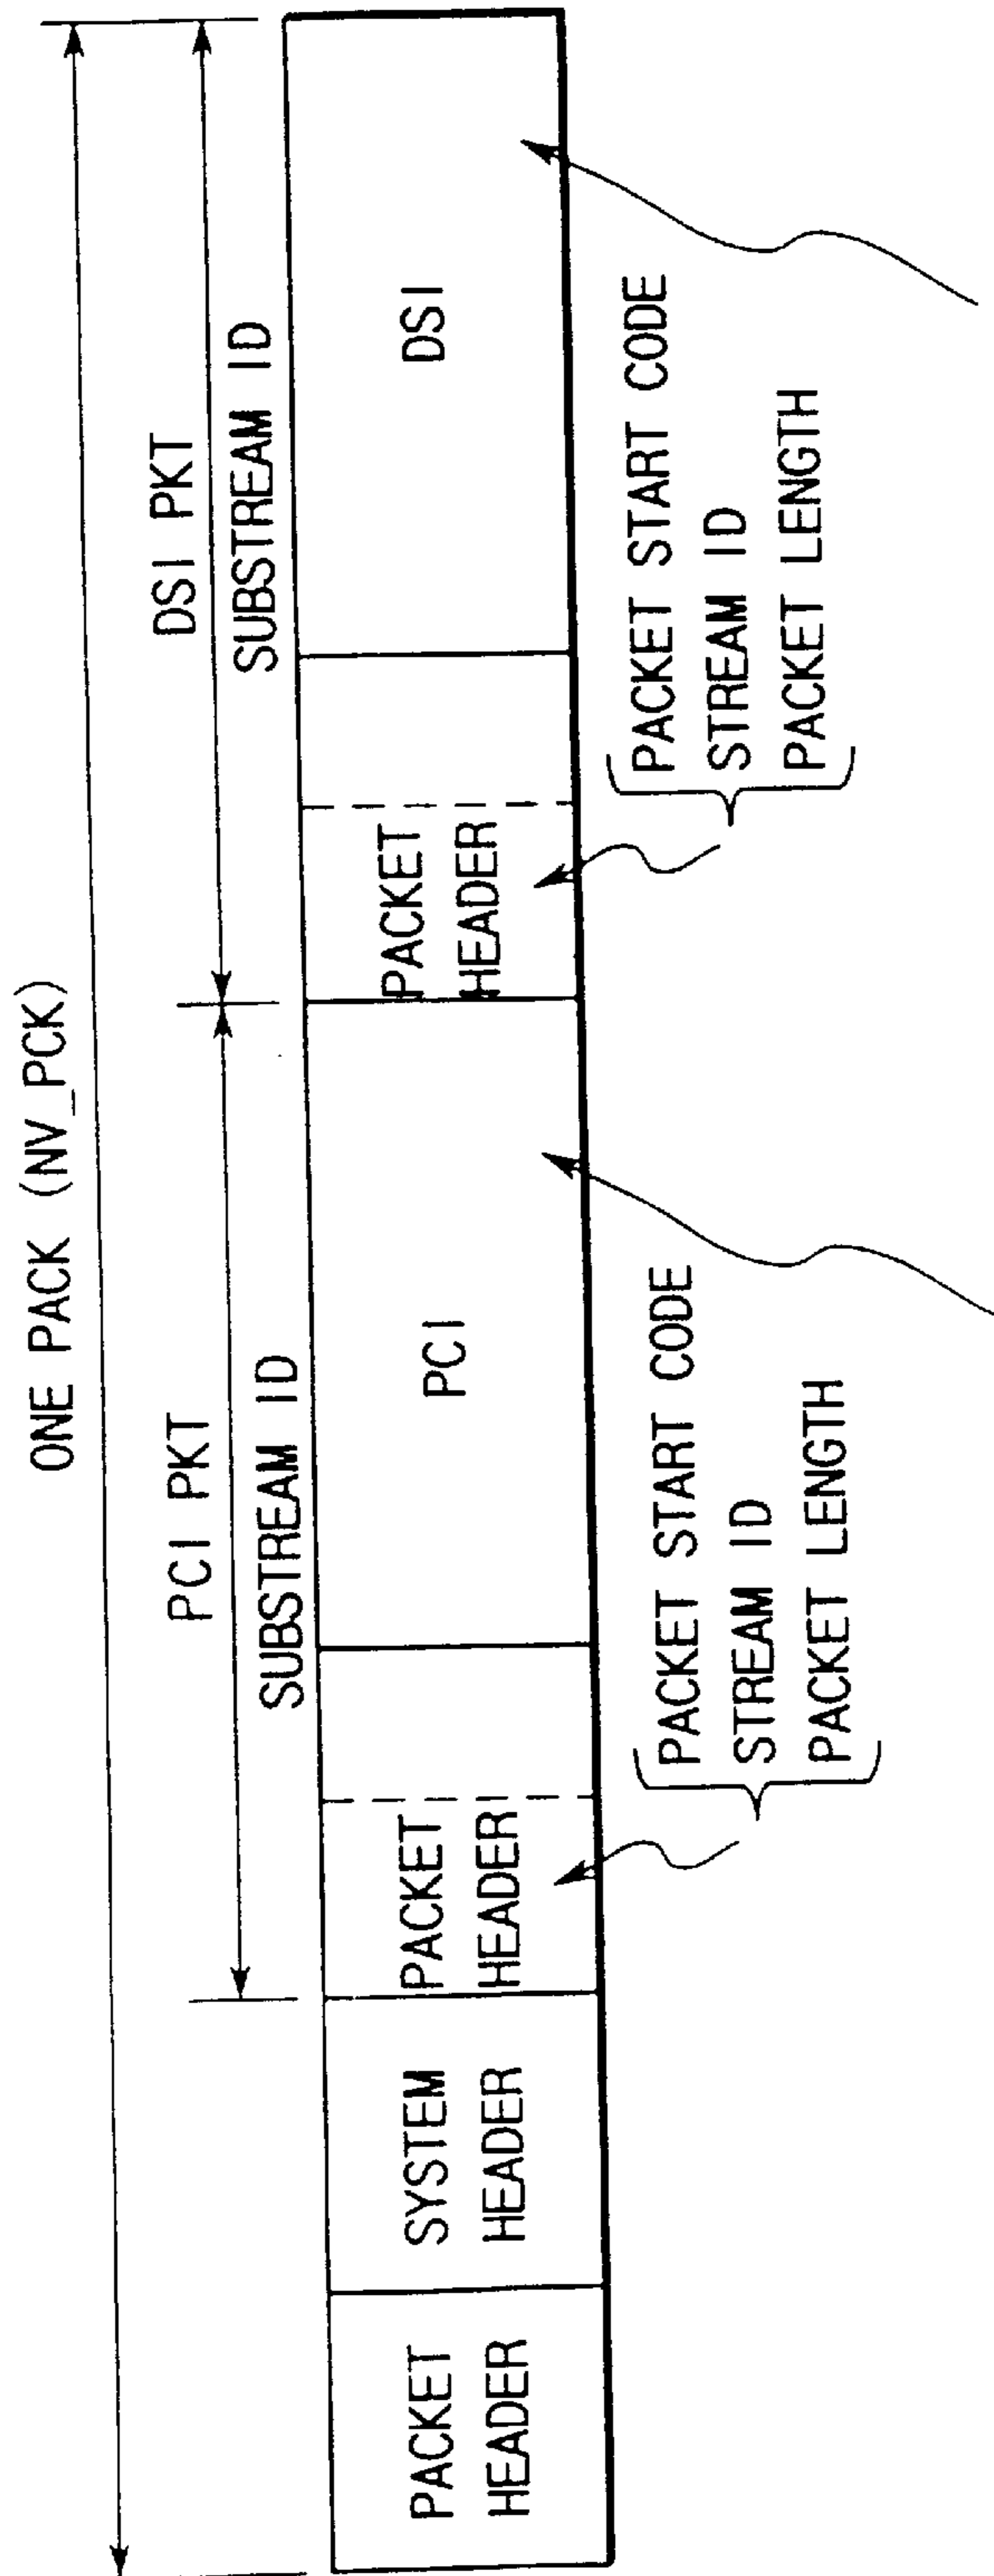 ONE PACK (NV_PCK)
PCI PKT
DSI PKT
SUBSTREAM ID
SUBSTREAM ID
PACKET
HEADER
SYSTEM
HEADER
PACKET
HEADER
PCI
PACKET
HEADER
DSI
PACKET START CODE
STREAM ID
PACKET LENGTH
PACKET START CODE
STREAM ID
PACKET LENGTH